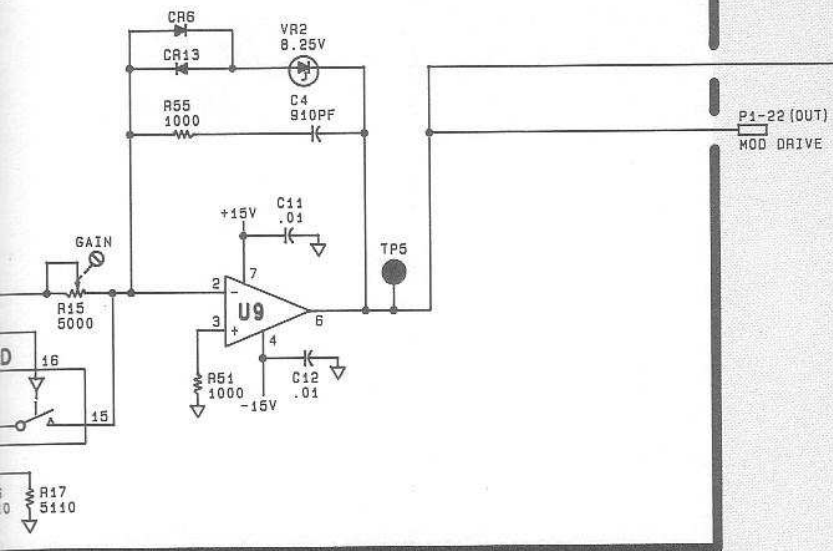 CR6
VR2
8.25V
CR13
C4
910PF
R55
1000
P1-22(OUT)
MOD DRIVE
C11
.01
+15V
TP5
GAIN
7
2
-
U9
6
R15
5000
3
+
4
D
16
R51
1000
C12
.01
-15V
15
R17
5110
0